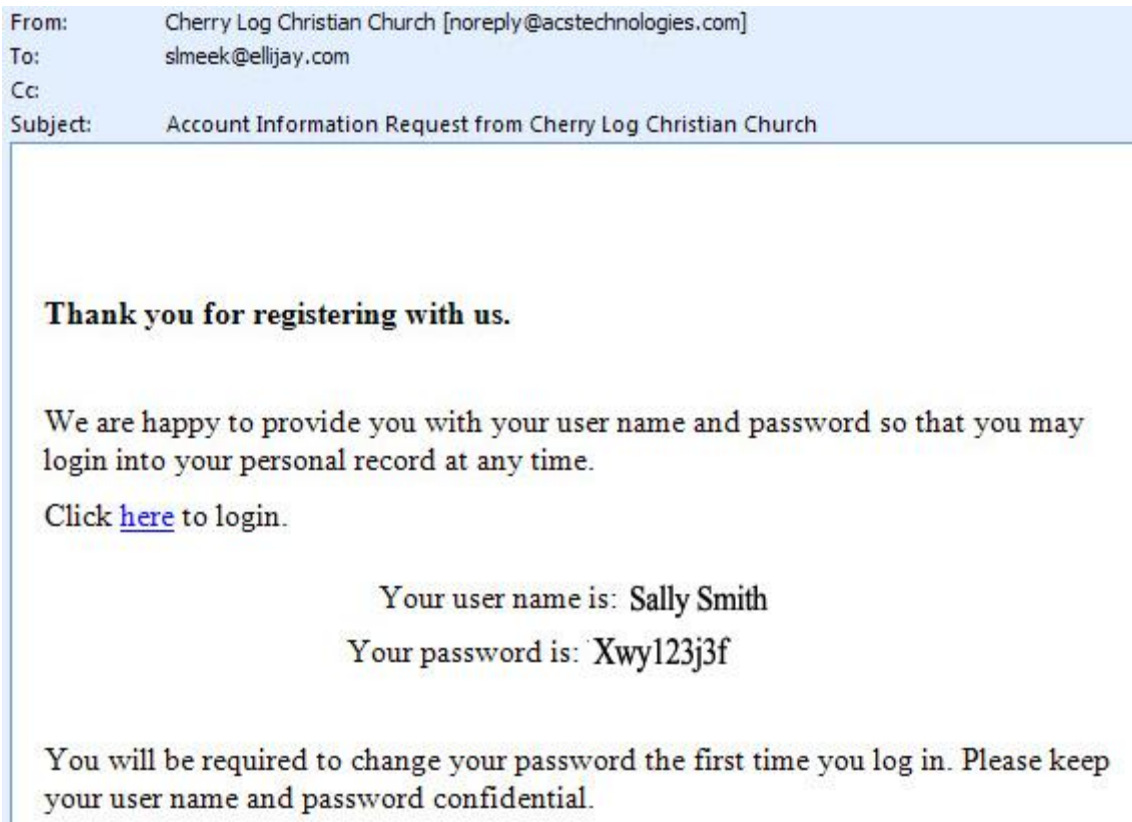 From: Cherry Log Christian Church [noreply@acstechnologies.com]
To: slmeek@ellijay.com
Cc:
Subject: Account Information Request from Cherry Log Christian Church
Thank you for registering with us.
We are happy to provide you with your user name and password so that you may
login into your personal record at any time.
Click here to login.
Your user name is: Sally Smith
Your password is: Xwy123j3f
You will be required to change your password the first time you log in. Please keep
your user name and password confidential.